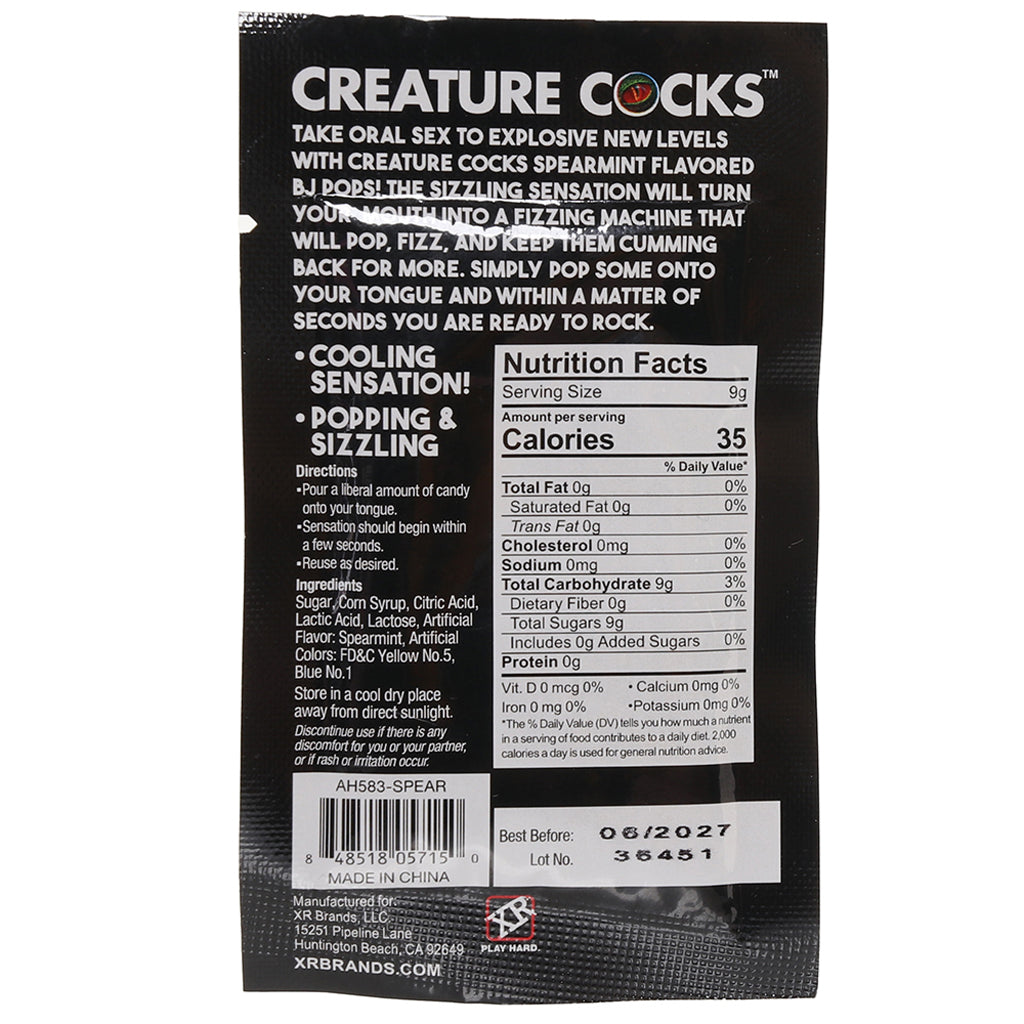 CREATURE COCKS™
TAKE ORAL SEX TO EXPLOSIVE NEW LEVELS
WITH CREATURE COCKS SPEARMINT FLAVORED
BJ POPS! THE SIZZLING SENSATION WILL TURN
YOUR MOUTH INTO A FIZZING MACHINE THAT
WILL POP, FIZZ, AND KEEP THEM CUMMING
BACK FOR MORE. SIMPLY POP SOME ONTO
YOUR TONGUE AND WITHIN A MATTER OF
SECONDS YOU ARE READY TO ROCK.
• COOLING
SENSATION!
• POPPING &
SIZZLING
Directions
•Pour a liberal amount of candy
onto your tongue.
•Sensation should begin within
a few seconds.
•Reuse as desired.
Ingredients
Sugar, Corn Syrup, Citric Acid,
Lactic Acid, Lactose, Artificial
Flavor: Spearmint, Artificial
Colors: FD&C Yellow No.5,
Blue No.1
Store in a cool dry place
away from direct sunlight.
Discontinue use if there is any
discomfort for you or your partner,
or if rash or irritation occur.
Nutrition Facts
Serving Size 9g
Amount per serving
Calories 35
% Daily Value*
Total Fat 0g 0%
Saturated Fat 0g 0%
Trans Fat 0g
Cholesterol 0mg 0%
Sodium 0mg 0%
Total Carbohydrate 9g 3%
Dietary Fiber 0g 0%
Total Sugars 9g
Includes 0g Added Sugars 0%
Protein 0g
Vit. D 0 mcg 0% • Calcium 0mg 0%
Iron 0 mg 0% •Potassium 0mg 0%
*The % Daily Value (DV) tells you how much a nutrient
in a serving of food contributes to a daily diet. 2,000
calories a day is used for general nutrition advice.
AH583-SPEAR
8 48518 05715 0
MADE IN CHINA
Best Before: 06/2027
Lot No. 36451
Manufactured for:
XR Brands, LLC.
15251 Pipeline Lane
Huntington Beach, CA 92649
XRBRANDS.COM
XR
PLAY HARD.